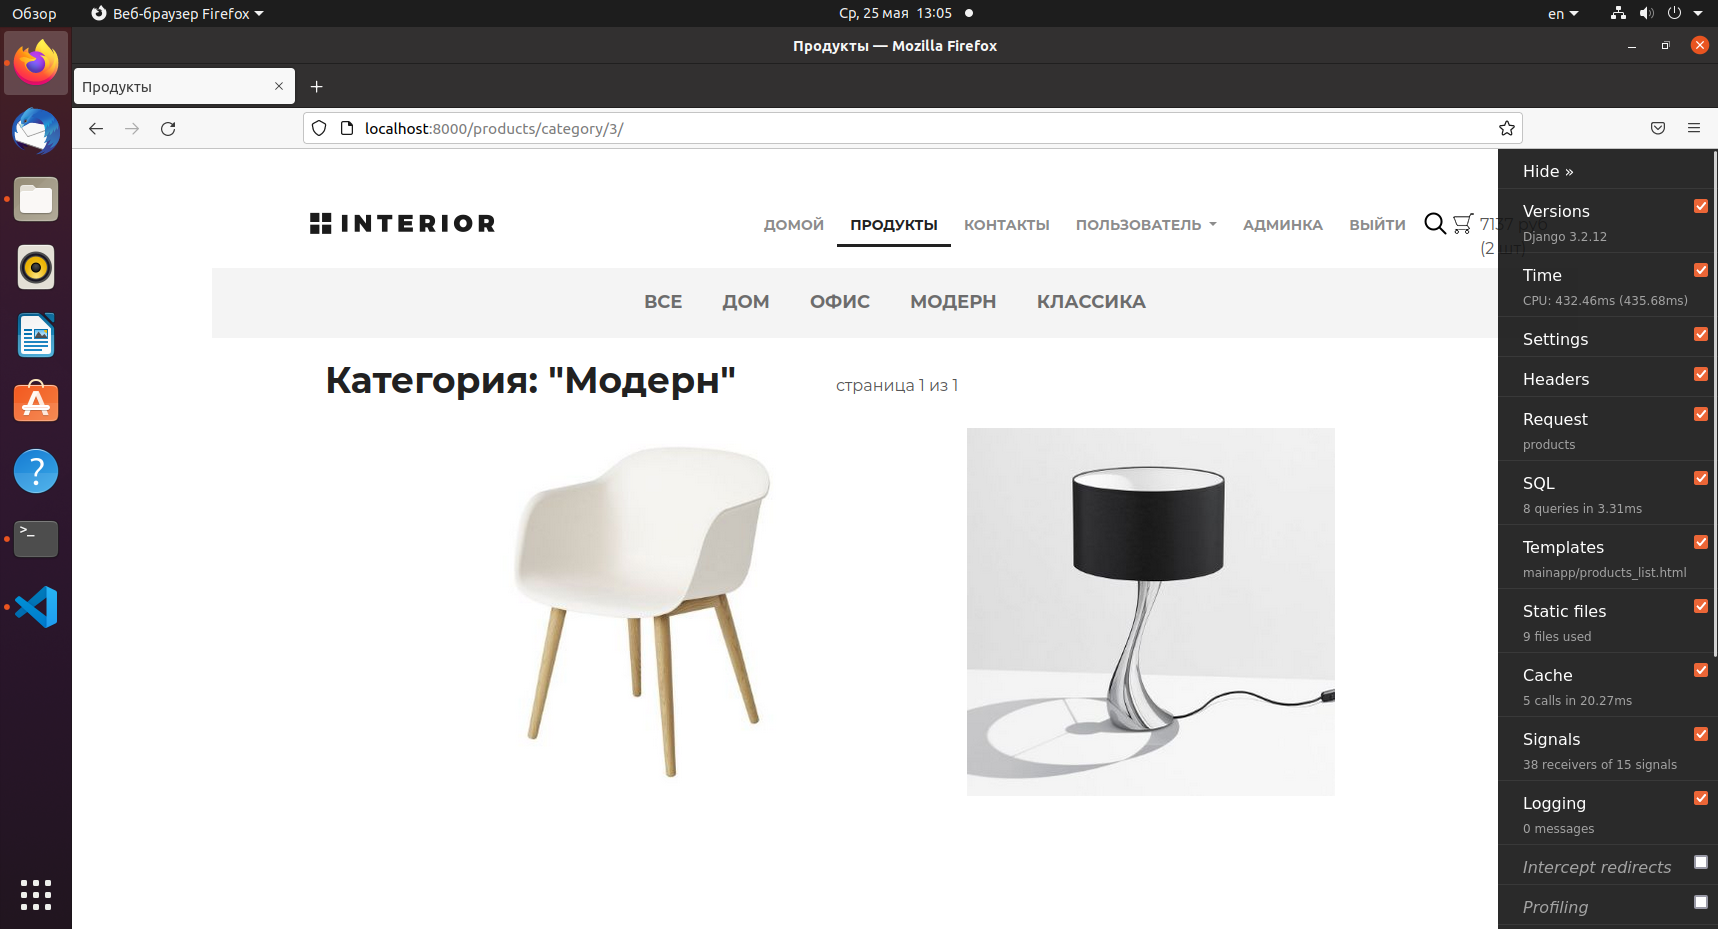 Обзор
Веб-браузер Firefox
Ср, 25 мая 13:05
en
Продукты — Mozilla Firefox
Продукты
localhost:8000/products/category/3/
INTERIOR
ДОМОЙ
ПРОДУКТЫ
КОНТАКТЫ
ПОЛЬЗОВАТЕЛЬ
АДМИНКА
ВЫЙТИ
7137 руб
(2 шт)
ВСЕ
ДОМ
ОФИС
МОДЕРН
КЛАССИКА
Категория: "Модерн"
страница 1 из 1
Hide »
Versions
Django 3.2.12
Time
CPU: 432.46ms (435.68ms)
Settings
Headers
Request
products
SQL
8 queries in 3.31ms
Templates
mainapp/products_list.html
Static files
9 files used
Cache
5 calls in 20.27ms
Signals
38 receivers of 15 signals
Logging
0 messages
Intercept redirects
Profiling